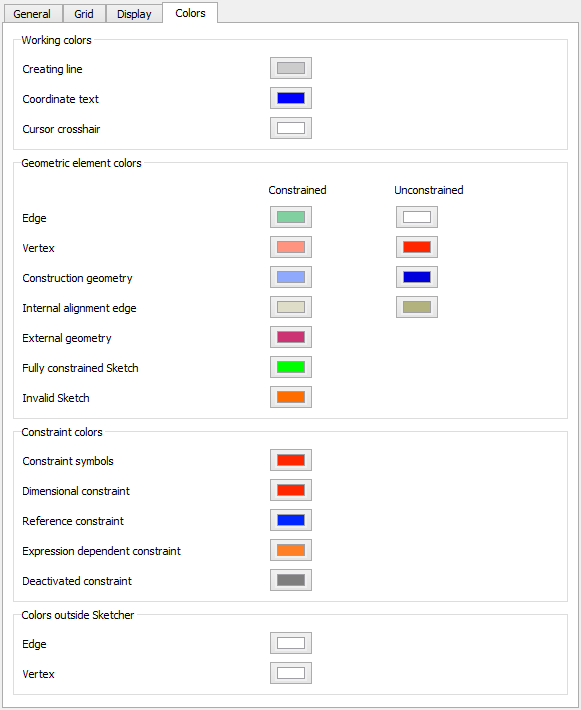 General Grid Display Colors
Working colors
Creating line
Coordinate text
Cursor crosshair
Geometric element colors
Constrained Unconstrained
Edge
Vertex
Construction geometry
Internal alignment edge
External geometry
Fully constrained Sketch
Invalid Sketch
Constraint colors
Constraint symbols
Dimensional constraint
Reference constraint
Expression dependent constraint
Deactivated constraint
Colors outside Sketcher
Edge
Vertex